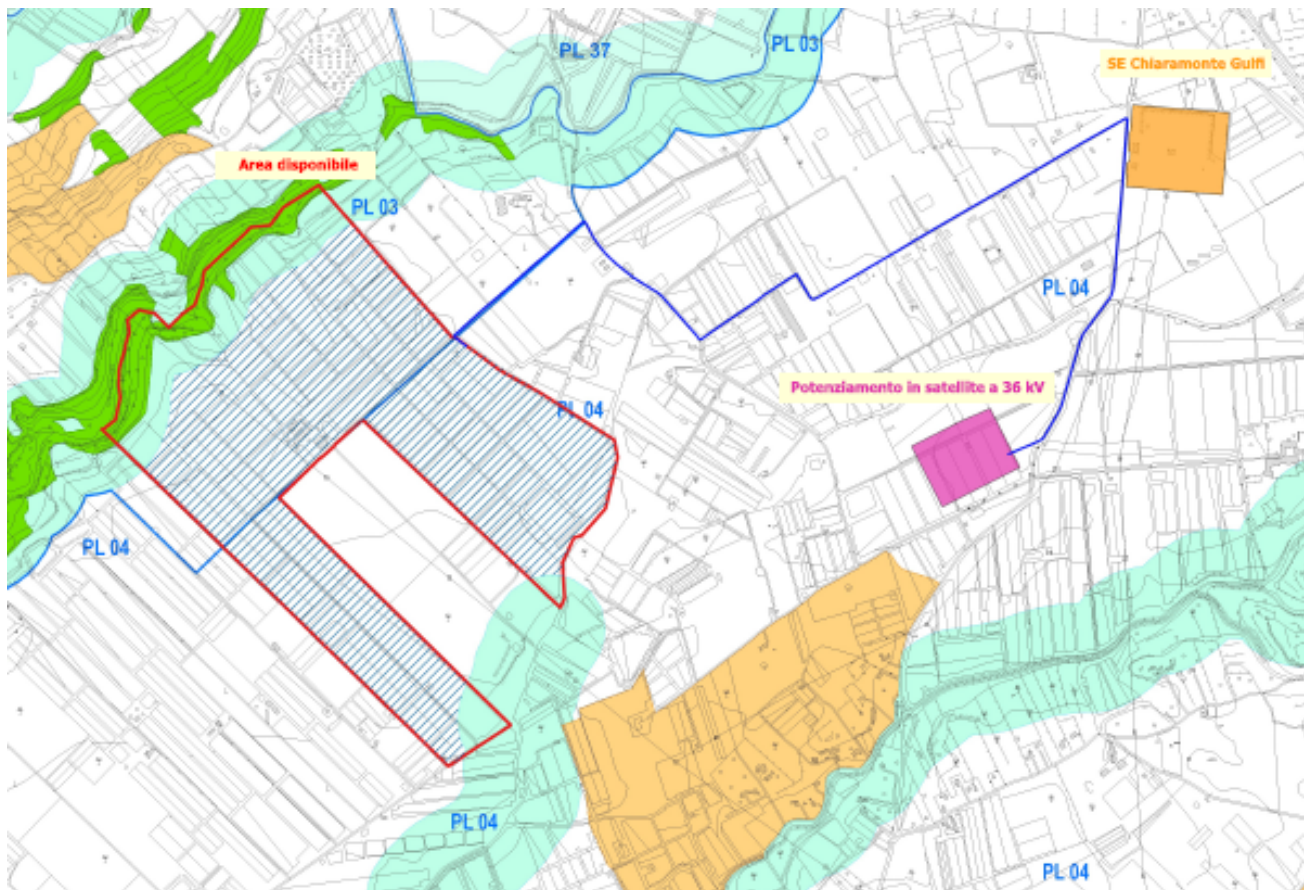 PL 37
PL 03
SE Chiaramonte Gulfi
Area disponibile
PL 03
PL 04
Potenziamento in satellite a 36 kV
PL 04
PL 04
PL 04
PL 04